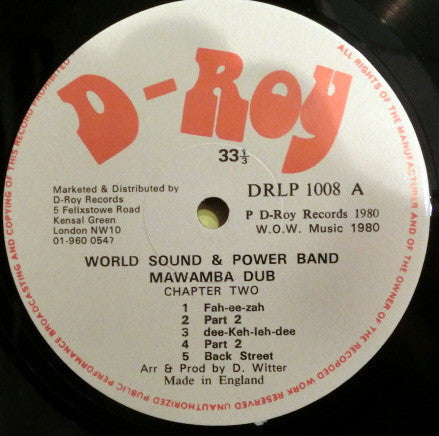 D-Roy
33 1/3
Marketed & Distributed by
D-Roy Records
5 Felixstowe Road
Kensal Green
London NW10
01-960 0547
DRLP 1008 A
P D-Roy Records 1980
W.O.W. Music 1980
WORLD SOUND & POWER BAND
MAWAMBA DUB
CHAPTER TWO
1 Fah-ee-zah
2 Part 2
3 dee-Keh-leh-dee
4 Part 2
5 Back Street
Arr & Prod by D. Witter
Made in England
ALL RIGHTS OF THE MANUFACTURER AND OF THE OWNER OF THE RECORDED WORK RESERVED UNAUTHORIZED PUBLIC PERFORMANCE BROADCASTING AND COPYING OF THIS RECORD PROHIBITED